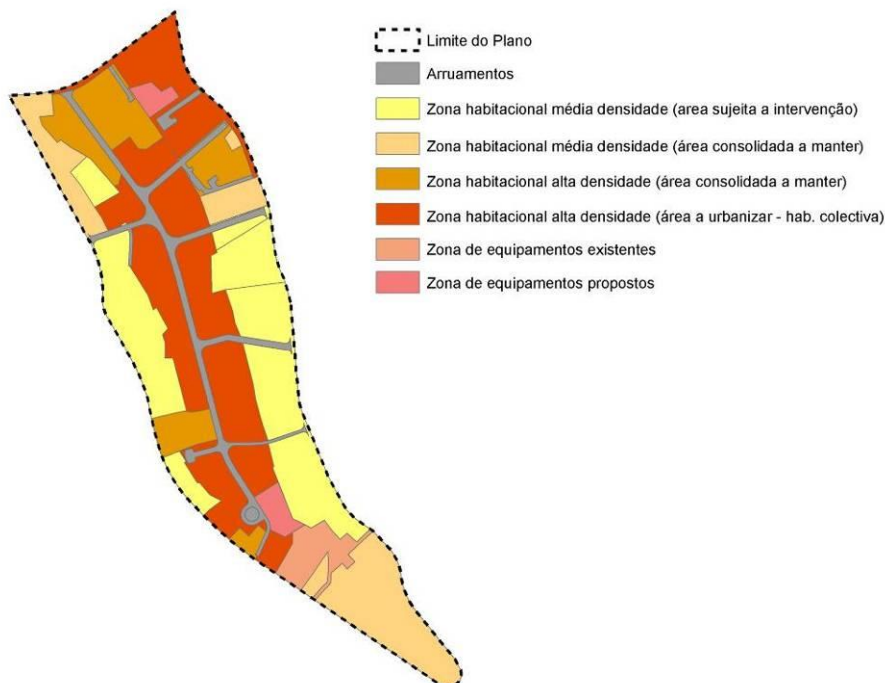 Limite do Plano
Arruamentos
Zona habitacional média densidade (area sujeita a intervenção)
Zona habitacional média densidade (área consolidada a manter)
Zona habitacional alta densidade (área consolidada a manter)
Zona habitacional alta densidade (área a urbanizar - hab. colectiva)
Zona de equipamentos existentes
Zona de equipamentos propostos